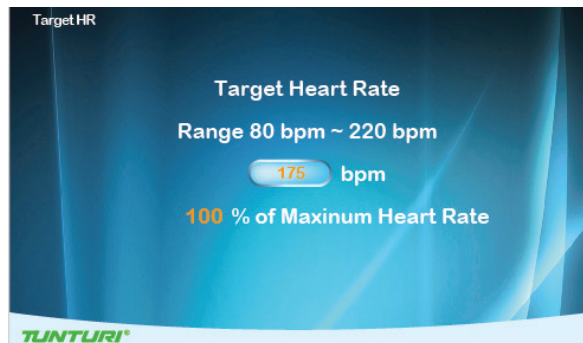 Target HR
Target Heart Rate
Range 80 bpm ~ 220 bpm
175 bpm
100 % of Maxinum Heart Rate
TUNTURI®